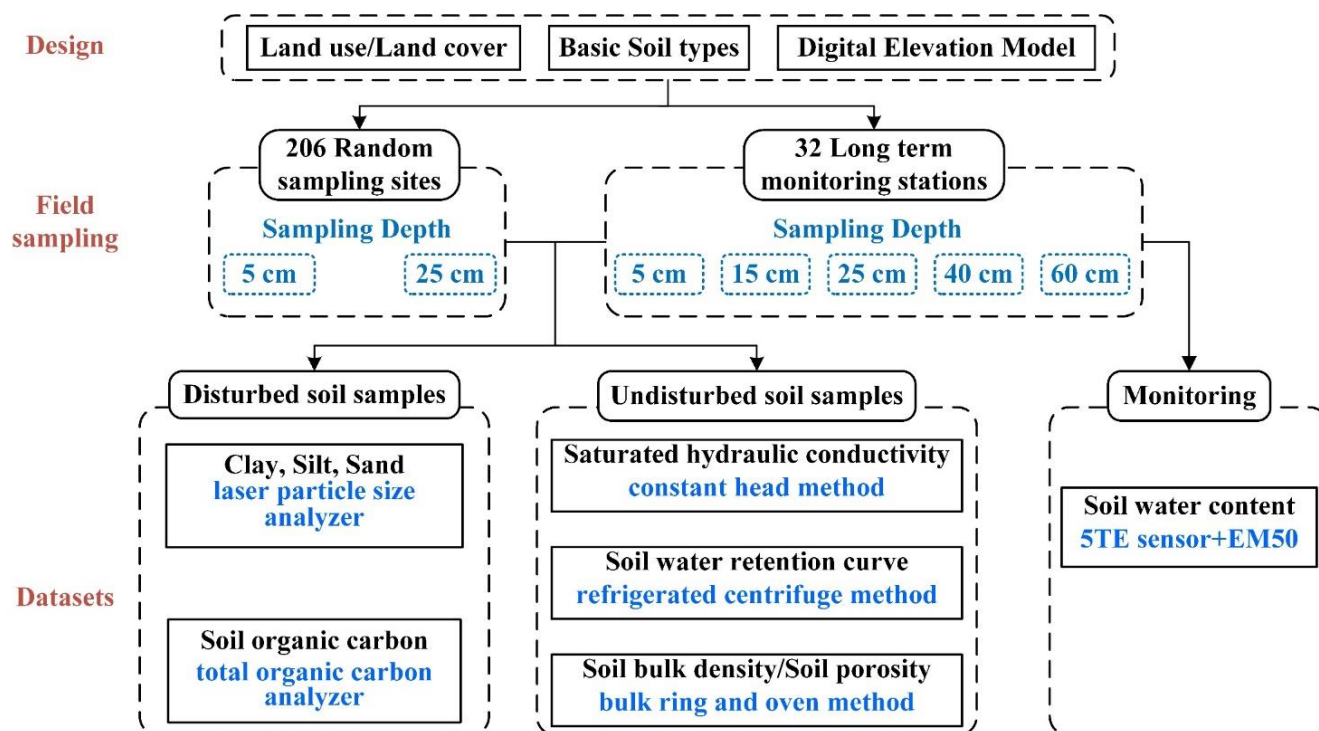 Design
Land use/Land cover
Basic Soil types
Digital Elevation Model
206 Random
sampling sites
32 Long term
monitoring stations
Field
sampling
Sampling Depth
5 cm
25 cm
Sampling Depth
5 cm
15 cm
25 cm
40 cm
60 cm
Disturbed soil samples
Undisturbed soil samples
Monitoring
Datasets
Clay, Silt, Sand
laser particle size
analyzer
Soil organic carbon
total organic carbon
analyzer
Saturated hydraulic conductivity
constant head method
Soil water retention curve
refrigerated centrifuge method
Soil bulk density/Soil porosity
bulk ring and oven method
Soil water content
5TE sensor+EM50